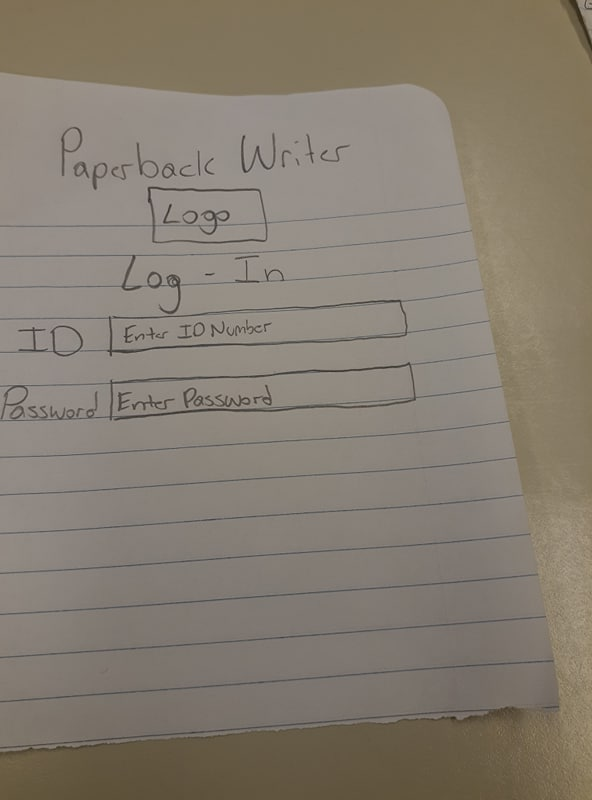 Paperback Writer
Logo
Log - In
ID Enter ID Number
Password Enter Password